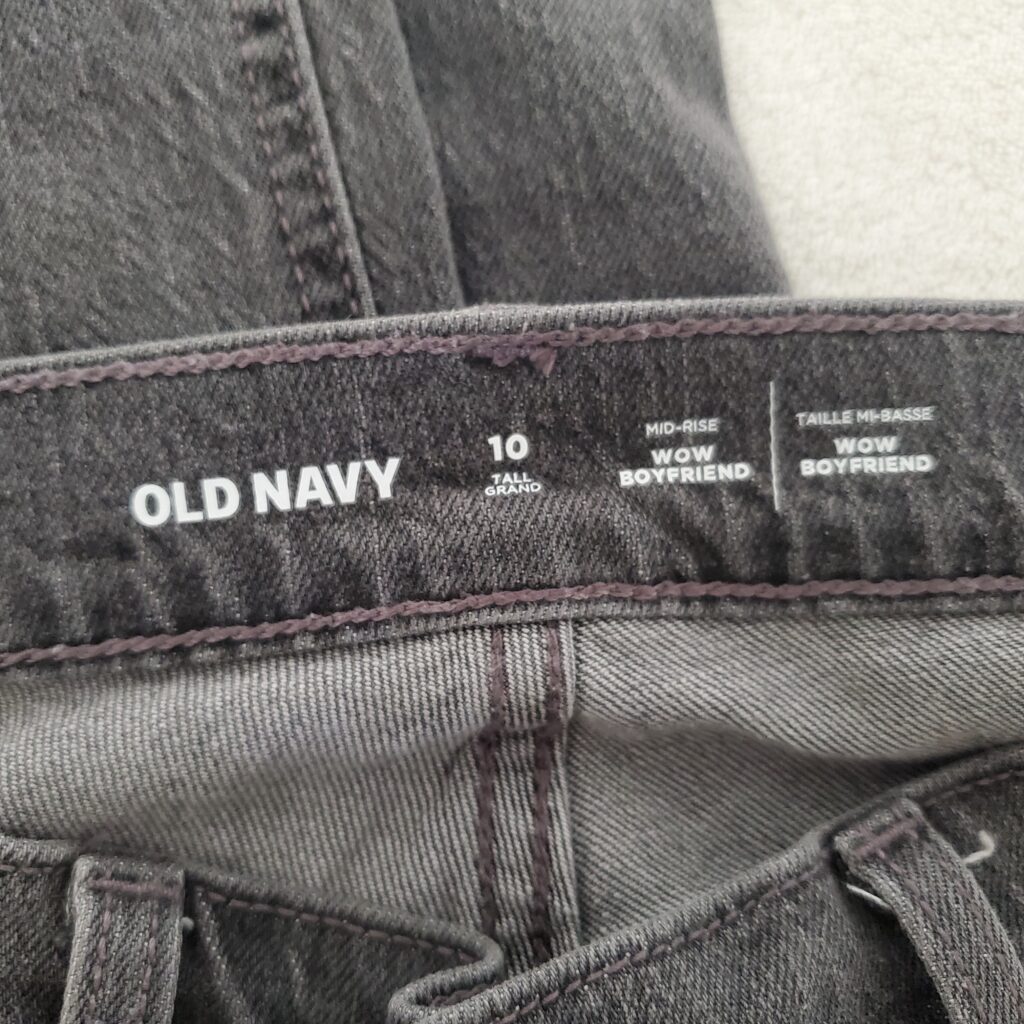 OLD NAVY
10
TALL
GRAND
MID-RISE
WOW
BOYFRIEND
TAILLE MI-BASSE
WOW
BOYFRIEND